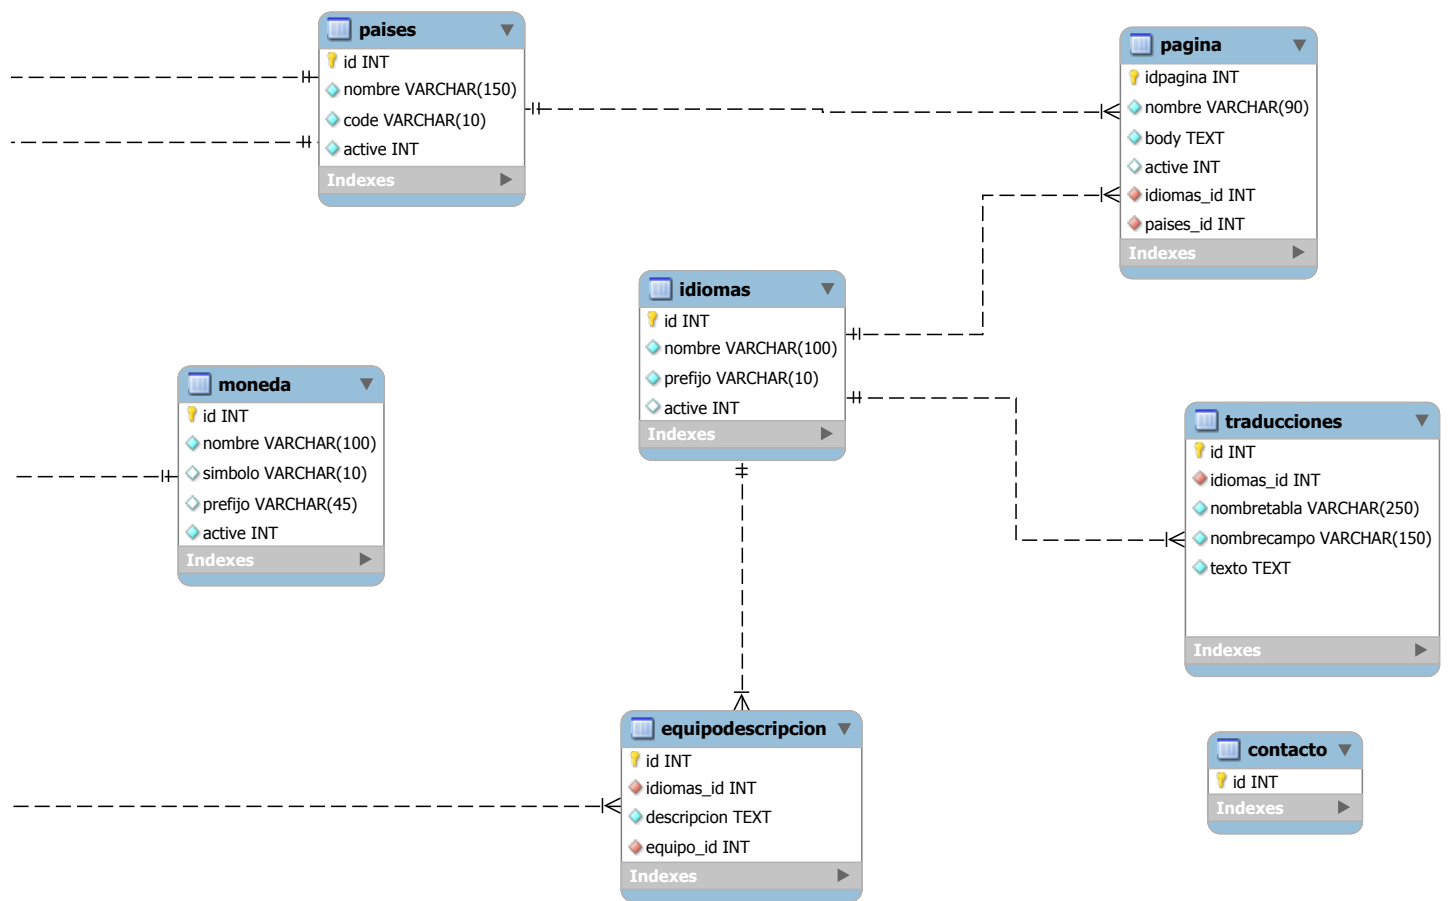 paises
id INT
nombre VARCHAR(150)
code VARCHAR(10)
active INT
Indexes
pagina
idpagina INT
nombre VARCHAR(90)
body TEXT
active INT
idiomas_id INT
paises_id INT
Indexes
idiomas
id INT
nombre VARCHAR(100)
prefijo VARCHAR(10)
active INT
Indexes
moneda
id INT
nombre VARCHAR(100)
simbolo VARCHAR(10)
prefijo VARCHAR(45)
active INT
Indexes
traducciones
id INT
idiomas_id INT
nombretabla VARCHAR(250)
nombrecampo VARCHAR(150)
texto TEXT
Indexes
equipodescripcion
id INT
idiomas_id INT
descripcion TEXT
equipo_id INT
Indexes
contacto
id INT
Indexes